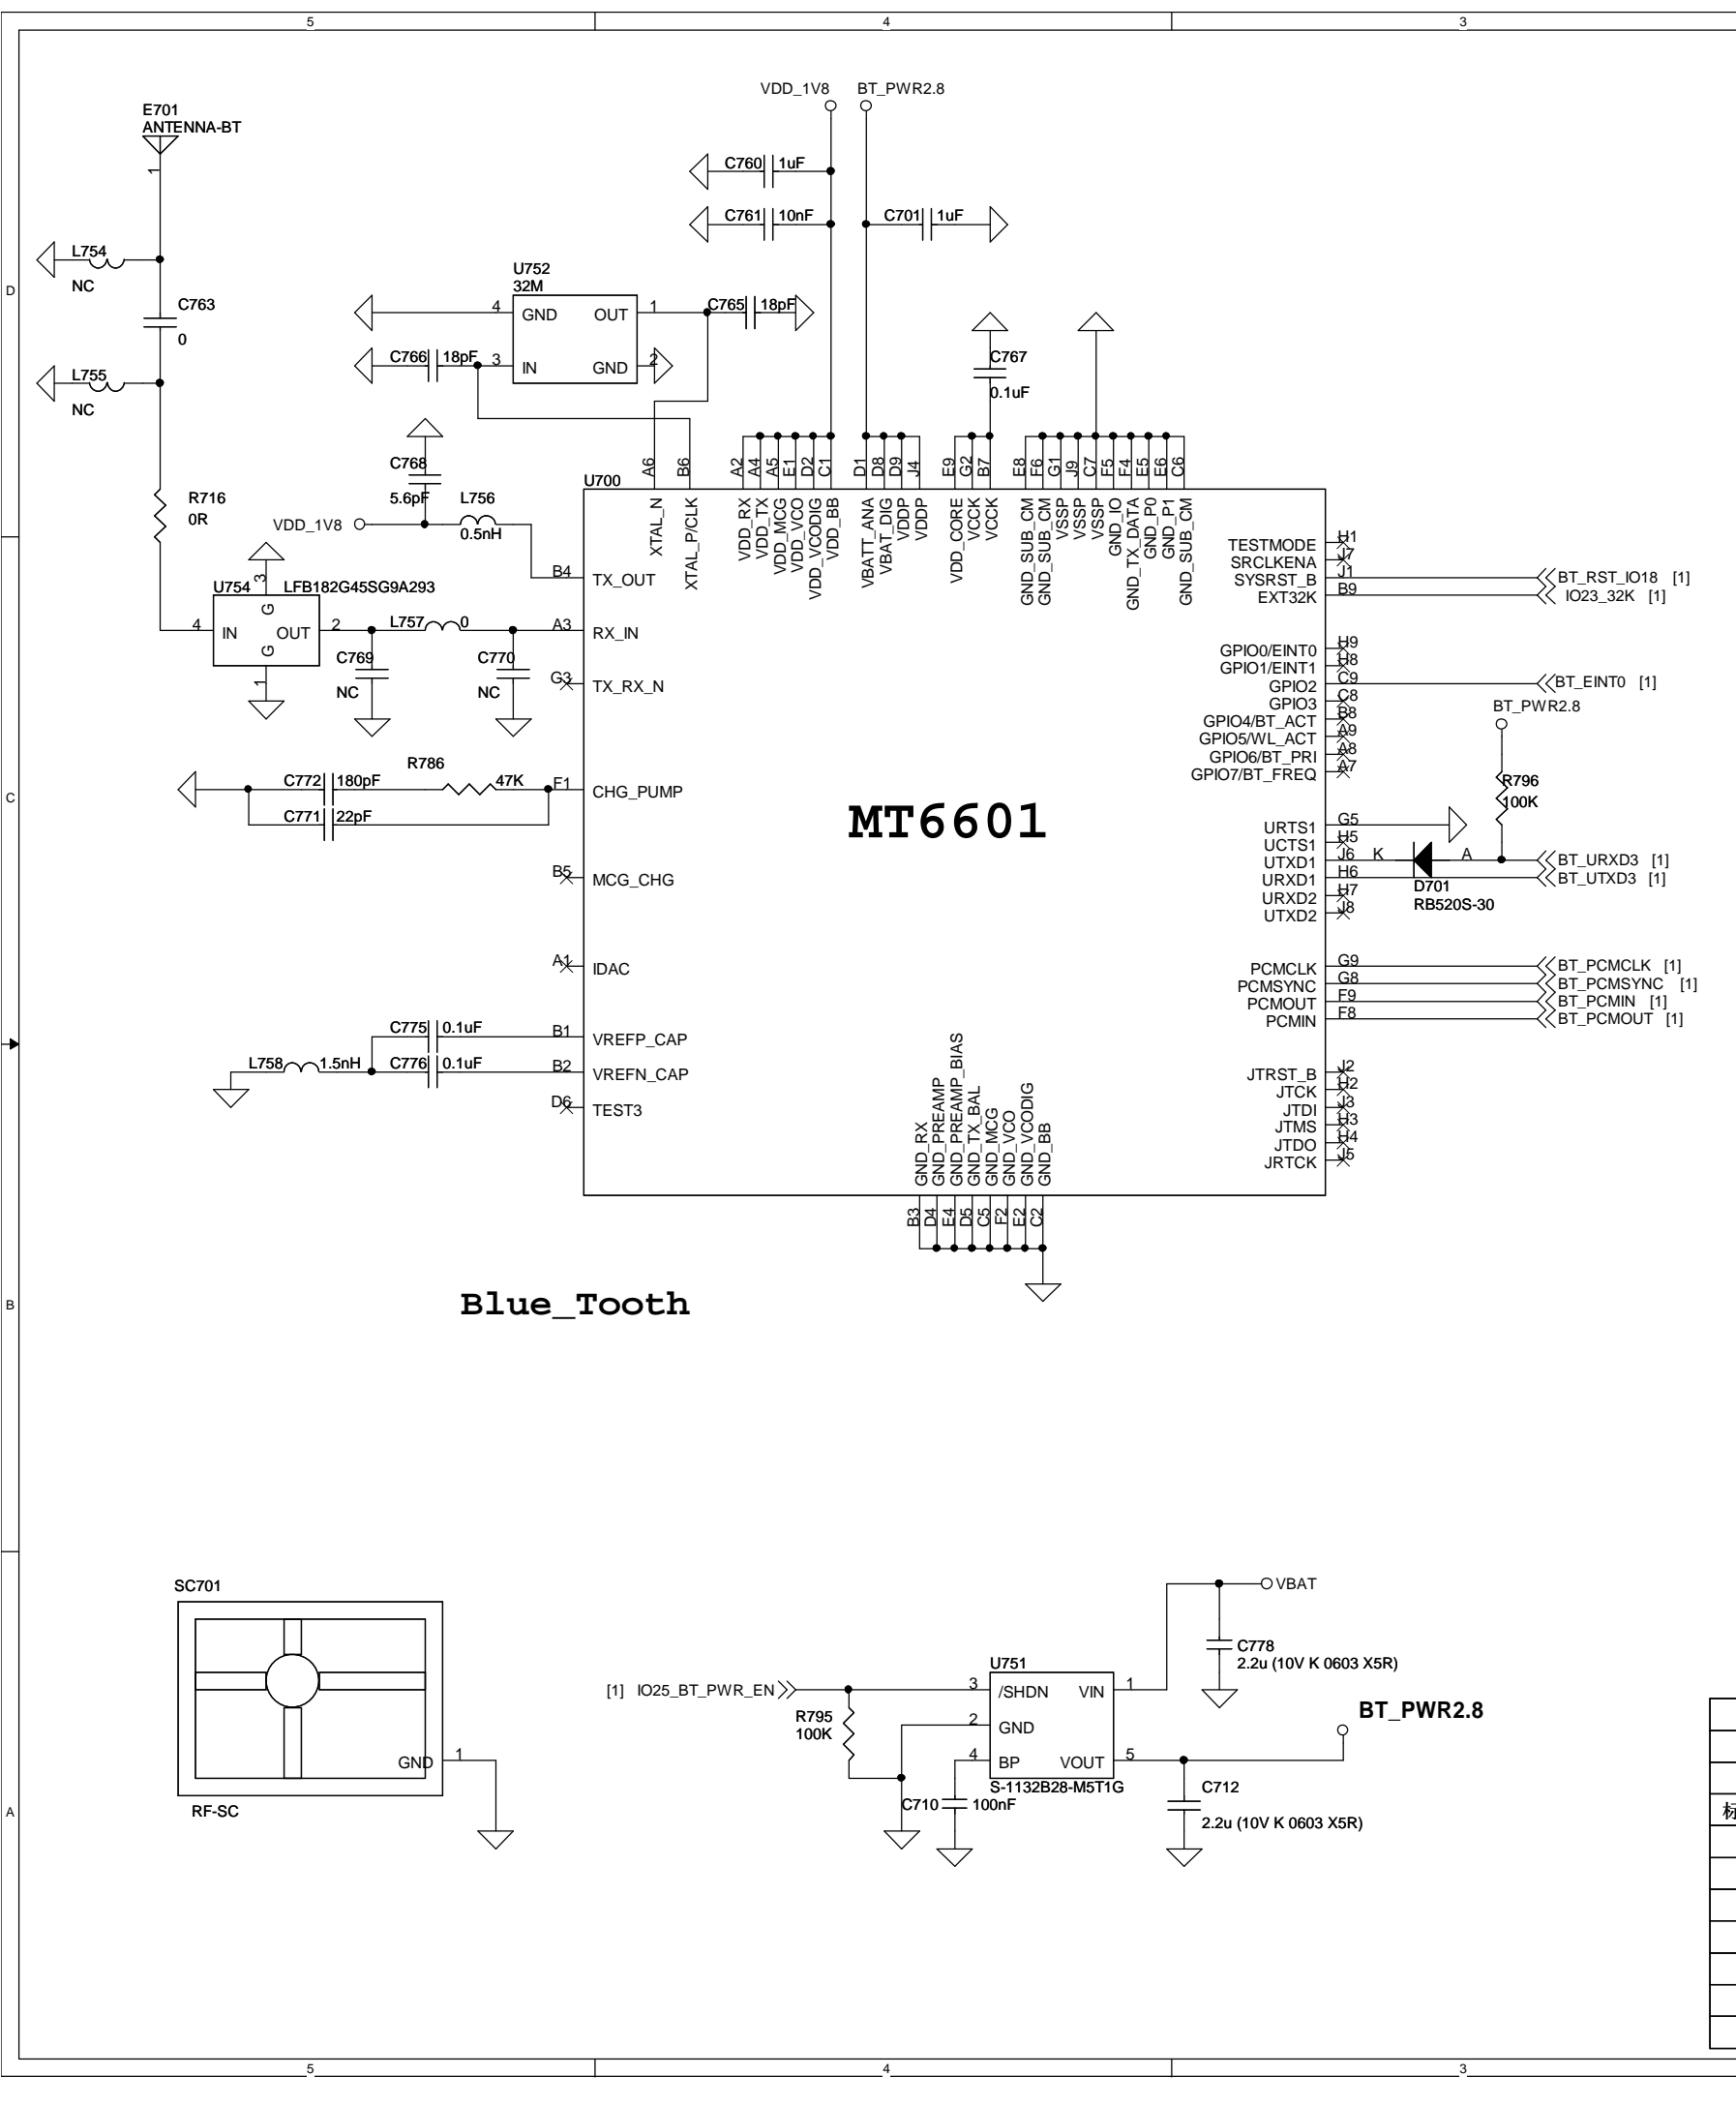 5
4
3
E701
ANTENNA-BT
1
L754
NC
C763
0
L755
NC
R716
0R
VDD_1V8
BT_PWR2.8
C760
1uF
C761
10nF
C701
1uF
U752
32M
4
GND
OUT
1
C765
18pF
C766
18pF
3
IN
GND
2
C767
0.1uF
D
C768
5.6pF
L756
0.5nH
VDD_1V8
U700
A6
B6
A2
A4
A5
E1
D2
C1
D1
D8
D9
J4
E9
G2
B7
E8
F6
G1
J9
C7
F5
F4
E5
E6
C6
XTAL_N
XTAL_P/CLK
VDD_RX
VDD_TX
VDD_MCG
VDD_VCO
VDD_VCODIG
VDD_BB
VBATT_ANA
VBAT_DIG
VDDP
VDDP
VDD_CORE
VCCK
VCCK
GND_SUB_CM
GND_SUB_CM
VSSP
VSSP
VSSP
GND_IO
GND_TX_DATA
GND_P0
GND_P1
GND_SUB_CM
U754
LFB182G45SG9A293
3
G
4
IN
OUT
2
G
1
L757
0
C769
NC
C770
NC
B4
TX_OUT
A3
RX_IN
G3
TX_RX_N
R786
C772
180pF
47K
F1
CHG_PUMP
C771
22pF
B5
MCG_CHG
A1
IDAC
C775
0.1uF
B1
VREFP_CAP
L758
1.5nH
C776
0.1uF
B2
VREFN_CAP
D6
TEST3
MT6601
TESTMODE
H1
SRCLKENA
J7
SYSRST_B
J1
BT_RST_IO18 [1]
EXT32K
B9
IO23_32K [1]
GPIO0/EINT0
H9
GPIO1/EINT1
H8
GPIO2
C9
BT_EINT0 [1]
GPIO3
C8
GPIO4/BT_ACT
B8
GPIO5/WL_ACT
A9
GPIO6/BT_PRI
A8
GPIO7/BT_FREQ
A7
BT_PWR2.8
R796
100K
URTS1
G5
UCTS1
H5
UTXD1
J6
K
A
BT_URXD3 [1]
URXD1
H6
BT_UTXD3 [1]
D701
RB520S-30
URXD2
H7
UTXD2
J8
PCMCLK
G9
BT_PCMCLK [1]
PCMSYNC
G8
BT_PCMSYNC [1]
PCMOUT
F9
BT_PCMIN [1]
PCMIN
F8
BT_PCMOUT [1]
JTRST_B
J2
JTCK
H2
JTDI
J3
JTMS
H3
JTDO
H4
JRTCK
J5
C
GND_RX
GND_PREAMP
GND_PREAMP_BIAS
GND_TX_BAL
GND_MCG
GND_VCO
GND_VCODIG
GND_BB
B3
D4
E4
D5
C5
F2
E2
C2
B
Blue_Tooth
SC701
GND
1
RF-SC
[1] IO25_BT_PWR_EN
R795
100K
U751
3
/SHDN
VIN
1
2
GND
4
BP
VOUT
5
S-1132B28-M5T1G
C710
100nF
VBAT
C778
2.2u (10V K 0603 X5R)
BT_PWR2.8
C712
2.2u (10V K 0603 X5R)
A
5
4
3